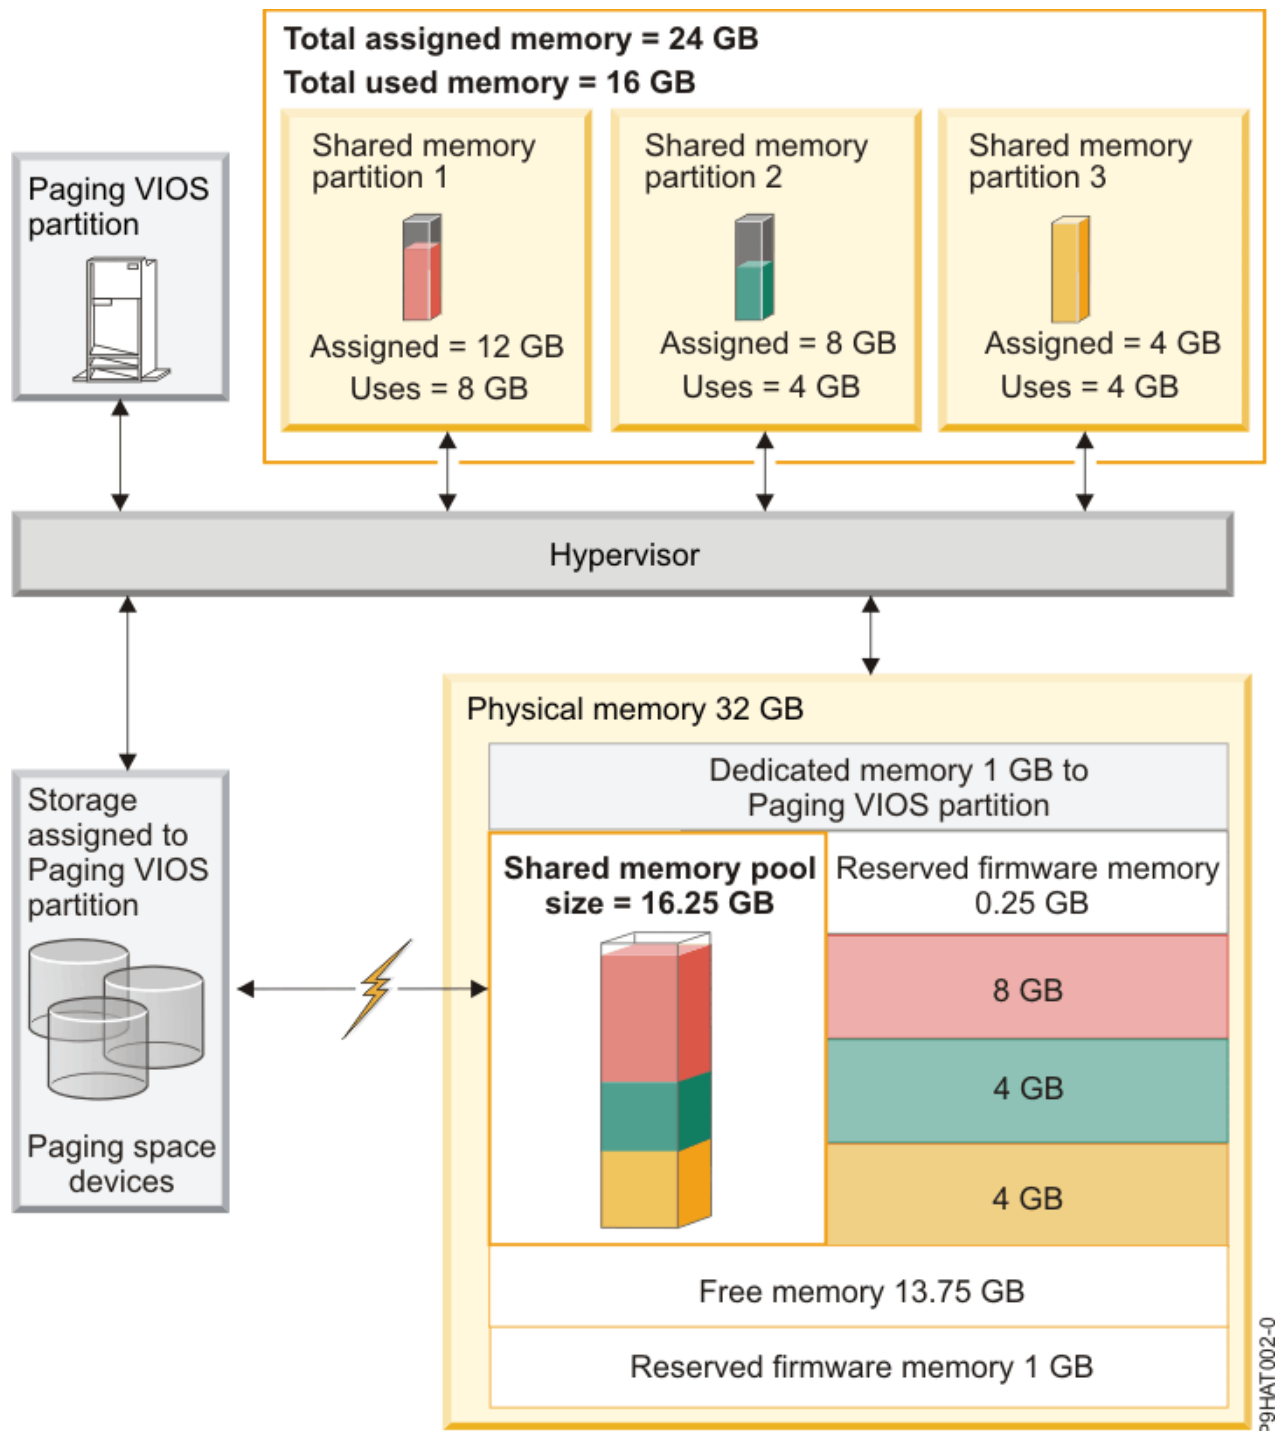 Total assigned memory = 24 GB
Total used memory = 16 GB
Shared memory
partition 1
Assigned = 12 GB
Uses = 8 GB
Shared memory
partition 2
Assigned = 8 GB
Uses = 4 GB
Shared memory
partition 3
Assigned = 4 GB
Uses = 4 GB
Paging VIOS
partition
Hypervisor
Storage
assigned to
Paging VIOS
partition
Paging space
devices
Physical memory 32 GB
Dedicated memory 1 GB to
Paging VIOS partition
Shared memory pool
size = 16.25 GB
Reserved firmware memory
0.25 GB
8 GB
4 GB
4 GB
Free memory 13.75 GB
Reserved firmware memory 1 GB
P9HAT002-0